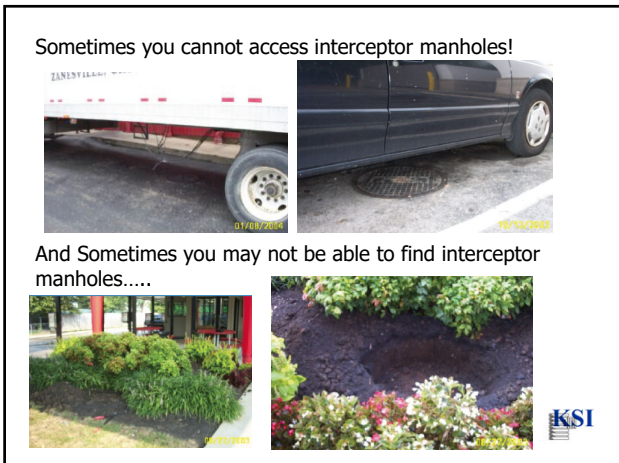 Sometimes you cannot access interceptor manholes!
ZANESVILLE,
01/08/2004
And Sometimes you may not be able to find interceptor
manholes…..
KSI